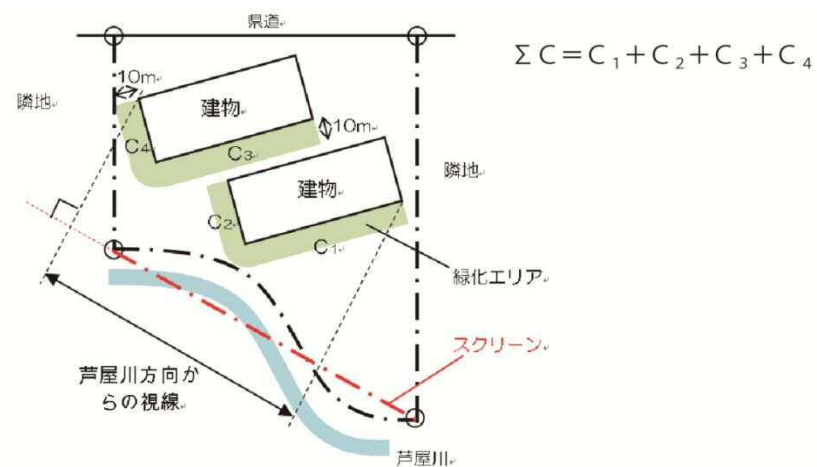 県道
ΣC＝C₁＋C₂＋C₃＋C₄
10m
隣地
建物
10m
C₄
C₃
隣地
建物
C₂
C₁
緑化エリア
スクリーン
芦屋川方向か
らの視線
芦屋川